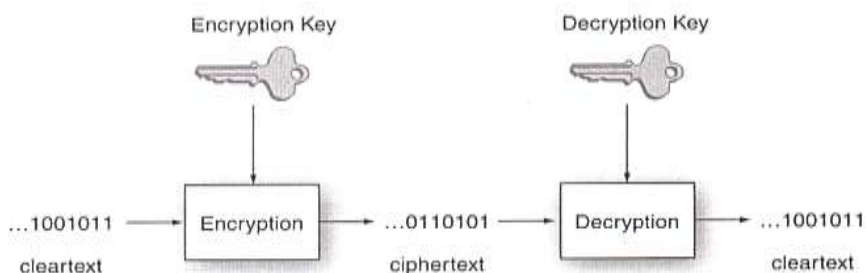 Encryption Key
Decryption Key
...1001011
Encryption
...0110101
Decryption
...1001011
cleartext
ciphertext
cleartext